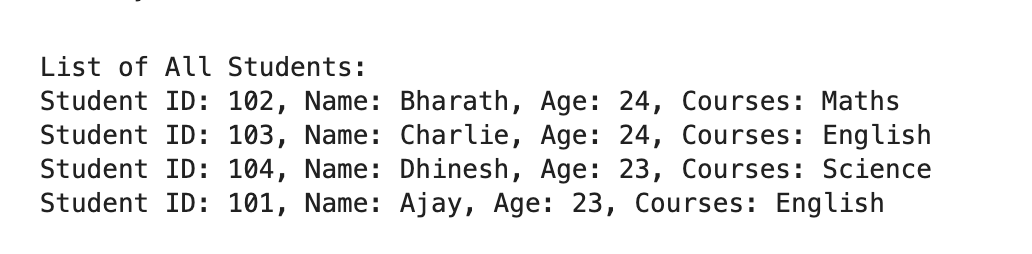 List of All Students:
Student ID: 102, Name: Bharath, Age: 24, Courses: Maths
Student ID: 103, Name: Charlie, Age: 24, Courses: English
Student ID: 104, Name: Dhinesh, Age: 23, Courses: Science
Student ID: 101, Name: Ajay, Age: 23, Courses: English